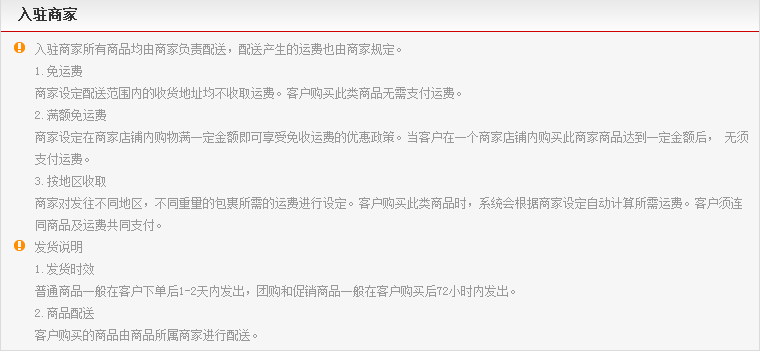 入驻商家
入驻商家所有商品均由商家负责配送，配送产生的运费也由商家规定。
1.免运费
商家设定配送范围内的收货地址均不收取运费。客户购买此类商品无需支付运费。
2.满额免运费
商家设定在商家店铺内购物满一定金额即可享受免收运费的优惠政策。当客户在一个商家店铺内购买此商家商品达到一定金额后， 无须
支付运费。
3.按地区收取
商家对发往不同地区，不同重量的包裹所需的运费进行设定。客户购买此类商品时，系统会根据商家设定自动计算所需运费。客户须连
同商品及运费共同支付。
发货说明
1.发货时效
普通商品一般在客户下单后1-2天内发出，团购和促销商品一般在客户购买后72小时内发出。
2.商品配送
客户购买的商品由商品所属商家进行配送。